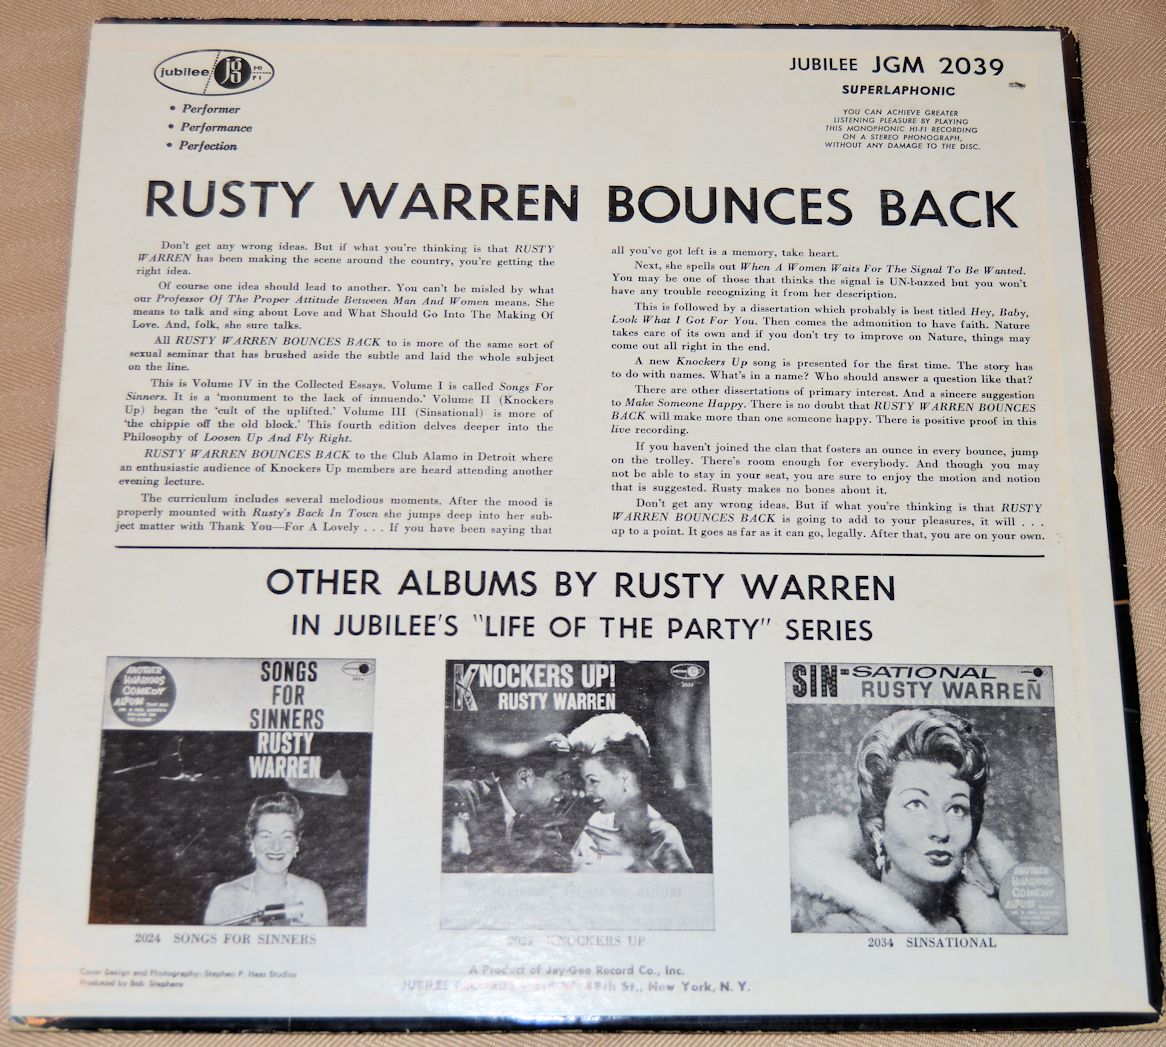 jubilee jg HI FI
• Performer
• Performance
• Perfection
JUBILEE JGM 2039
SUPERLAPHONIC
YOU CAN ACHIEVE GREATER
LISTENING PLEASURE BY PLAYING
THIS MONOPHONIC HI-FI RECORDING
ON A STEREO PHONOGRAPH,
WITHOUT ANY DAMAGE TO THE DISC.
RUSTY WARREN BOUNCES BACK
Don't get any wrong ideas. But if what you're thinking is that RUSTY
WARREN has been making the scene around the country, you're getting the
right idea.
Of course one idea should lead to another. You can't be misled by what
our Professor Of The Proper Attitude Between Man And Women means. She
means to talk and sing about Love and What Should Go Into The Making Of
Love. And, folk, she sure talks.
All RUSTY WARREN BOUNCES BACK to is more of the same sort of
sexual seminar that has brushed aside the subtle and laid the whole subject
on the line.
This is Volume IV in the Collected Essays. Volume I is called Songs For
Sinners. It is a 'monument to the lack of innuendo.' Volume II (Knockers
Up) began the 'cult of the uplifted.' Volume III (Sinsational) is more of
'the chippie off the old block.' This fourth edition delves deeper into the
Philosophy of Loosen Up And Fly Right.
RUSTY WARREN BOUNCES BACK to the Club Alamo in Detroit where
an enthusiastic audience of Knockers Up members are heard attending another
evening lecture.
The curriculum includes several melodious moments. After the mood is
properly mounted with Rusty's Back In Town she jumps deep into her sub-
ject matter with Thank You—For A Lovely . . . If you have been saying that
all you've got left is a memory, take heart.
Next, she spells out When A Women Waits For The Signal To Be Wanted.
You may be one of those that thinks the signal is UN-buzzed but you won't
have any trouble recognizing it from her description.
This is followed by a dissertation which probably is best titled Hey, Baby,
Look What I Got For You. Then comes the admonition to have faith. Nature
takes care of its own and if you don't try to improve on Nature, things may
come out all right in the end.
A new Knockers Up song is presented for the first time. The story has
to do with names. What's in a name? Who should answer a question like that?
There are other dissertations of primary interest. And a sincere suggestion
to Make Someone Happy. There is no doubt that RUSTY WARREN BOUNCES
BACK will make more than one someone happy. There is positive proof in this
live recording.
If you haven't joined the clan that fosters an ounce in every bounce, jump
on the trolley. There's room enough for everybody. And though you may
not be able to stay in your seat, you are sure to enjoy the motion and notion
that is suggested. Rusty makes no bones about it.
Don't get any wrong ideas. But if what you're thinking is that RUSTY
WARREN BOUNCES BACK is going to add to your pleasures, it will . . .
up to a point. It goes as far as it can go, legally. After that, you are on your own.
OTHER ALBUMS BY RUSTY WARREN
IN JUBILEE'S "LIFE OF THE PARTY" SERIES
ANOTHER
HILARIOUS
COMEDY
ALBUM
SONGS
FOR
SINNERS
RUSTY
WARREN
KNOCKERS UP!
RUSTY WARREN
SIN-SATIONAL
RUSTY WARREN
ANOTHER
HILARIOUS
COMEDY
ALBUM
2024 SONGS FOR SINNERS
KNOCKERS UP
2034 SINSATIONAL
Cover Design and Photography: Stephen P. Haas Studios
Produced by Bob Stephens
A Product of Jay-Gee Record Co., Inc.
JUBILEE RECORDS 48th St., New York, N. Y.